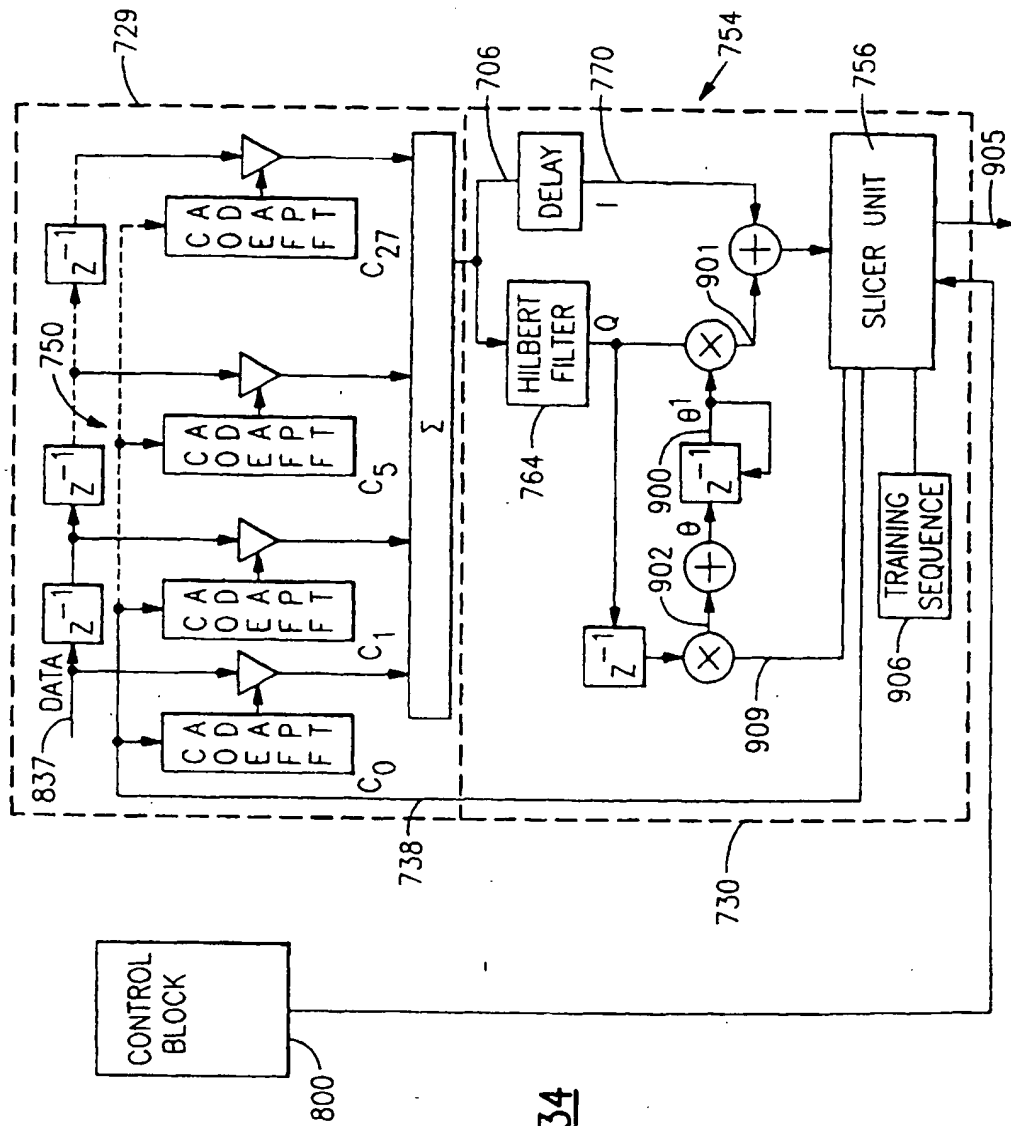 729
837
DATA
Z⁻¹
Z⁻¹
Z⁻¹
750
C A
O D
E A
F P
F T
C₀
C A
O D
E A
F P
F T
C₁
C A
O D
E A
F P
F T
C₅
C A
O D
E A
F P
F T
C₂₇
Σ
738
706
754
HILBERT
FILTER
764
DELAY
770
Q
I
Z⁻¹
902
θ
Z⁻¹
900
θ¹
901
909
756
SLICER UNIT
TRAINING
SEQUENCE
906
905
730
CONTROL
BLOCK
800
34